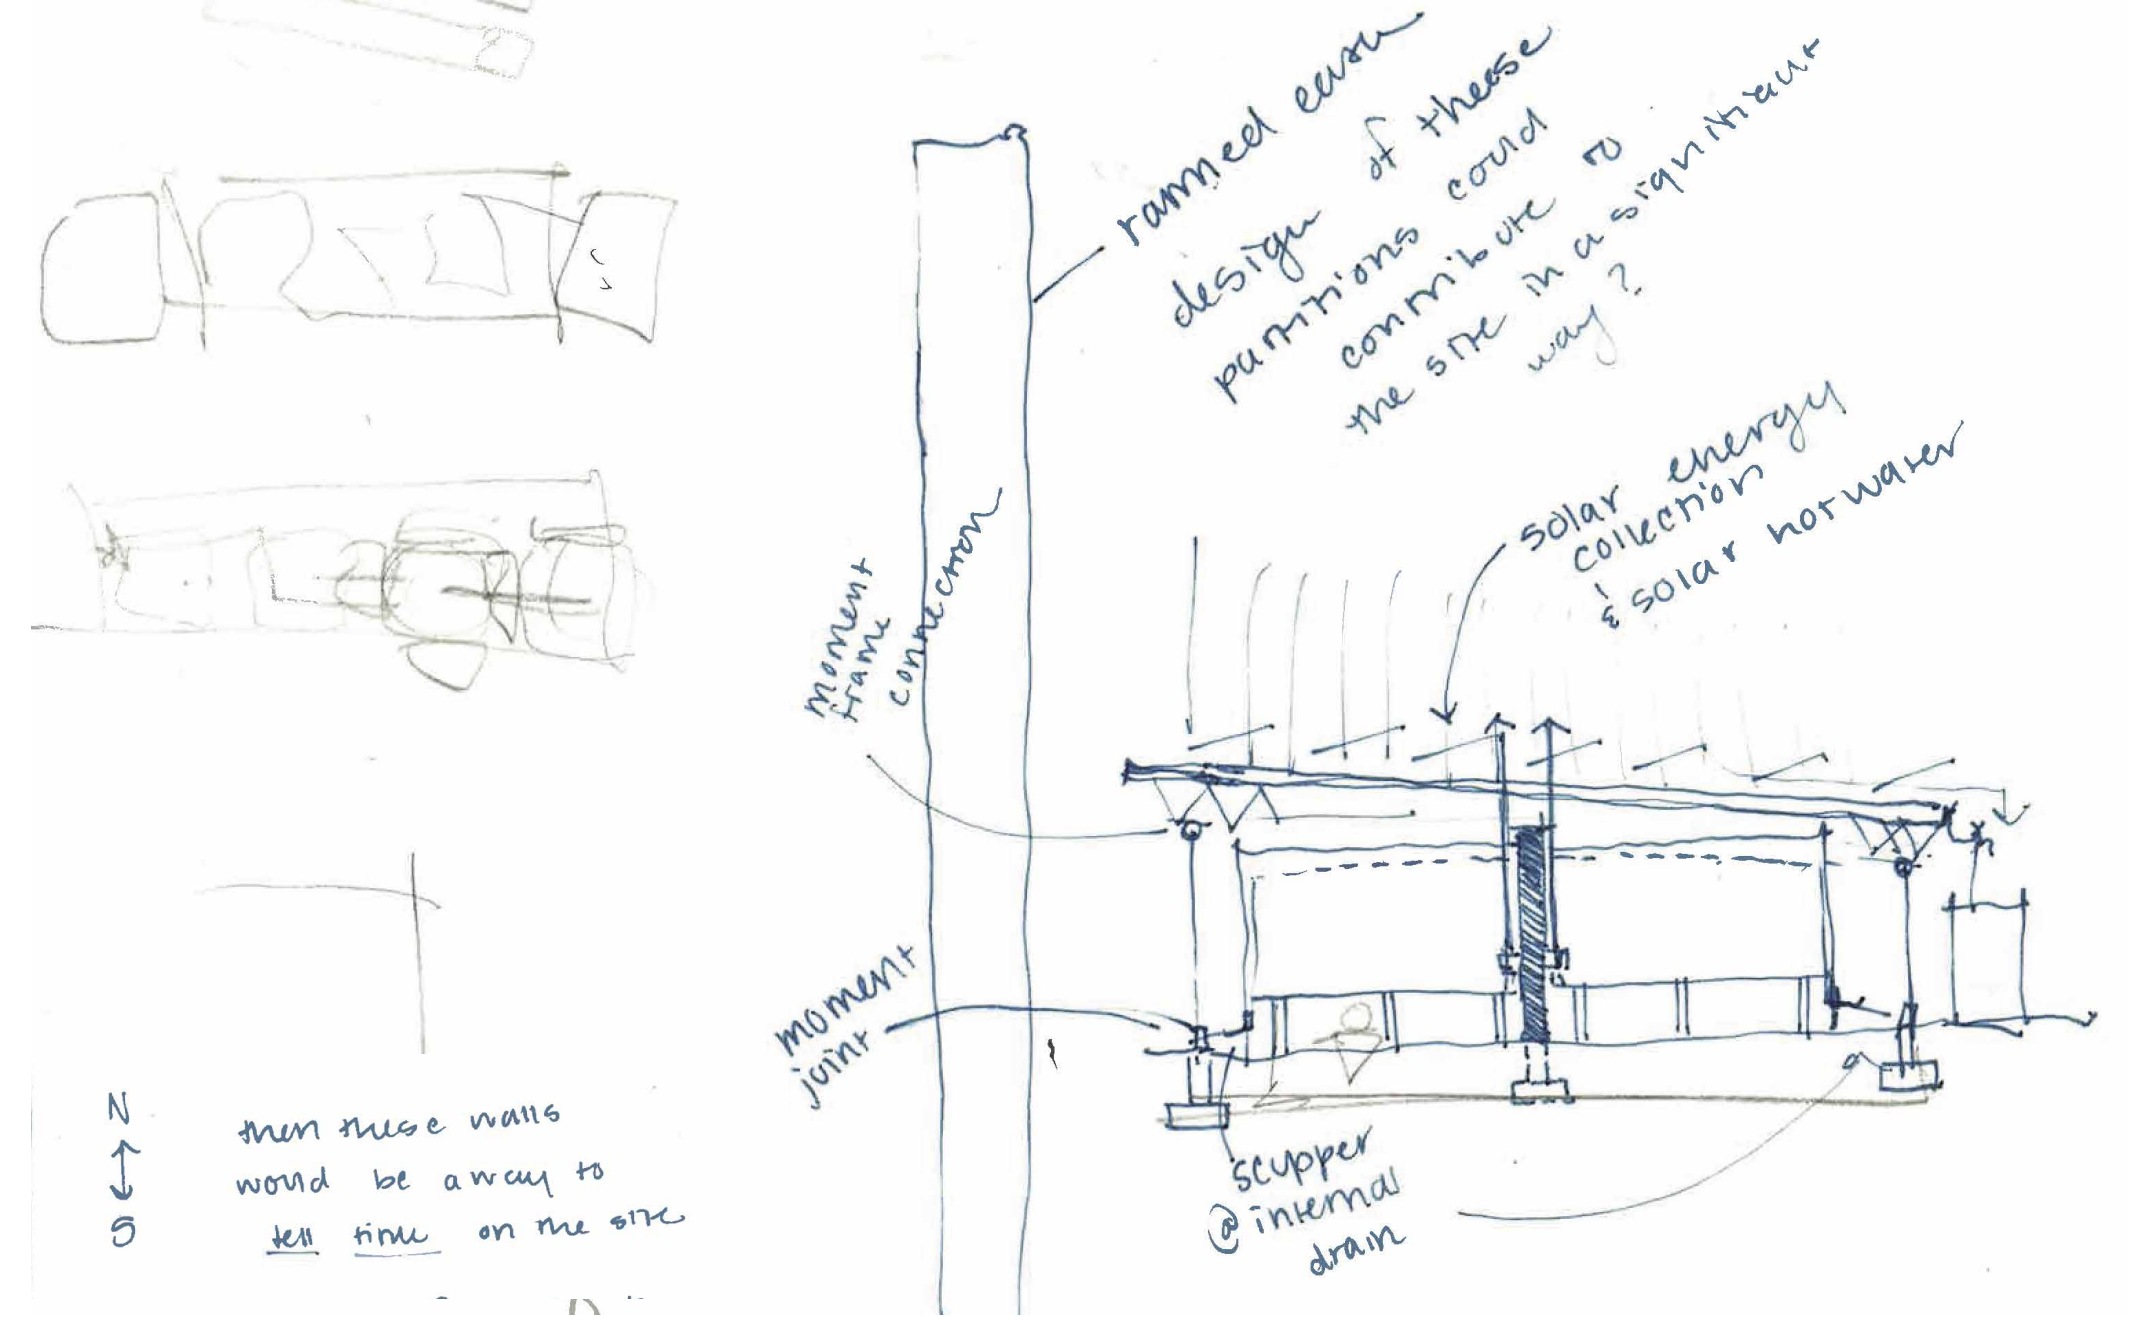 rammed earth
design of thease
partitions could
contribute to
the site in a significant
way?
solar energy
collection
& solar hot water
moment
frame
connection
moment
joint
scupper
@ internal
drain
N
S
then these walls
would be a way to
tell time on the site